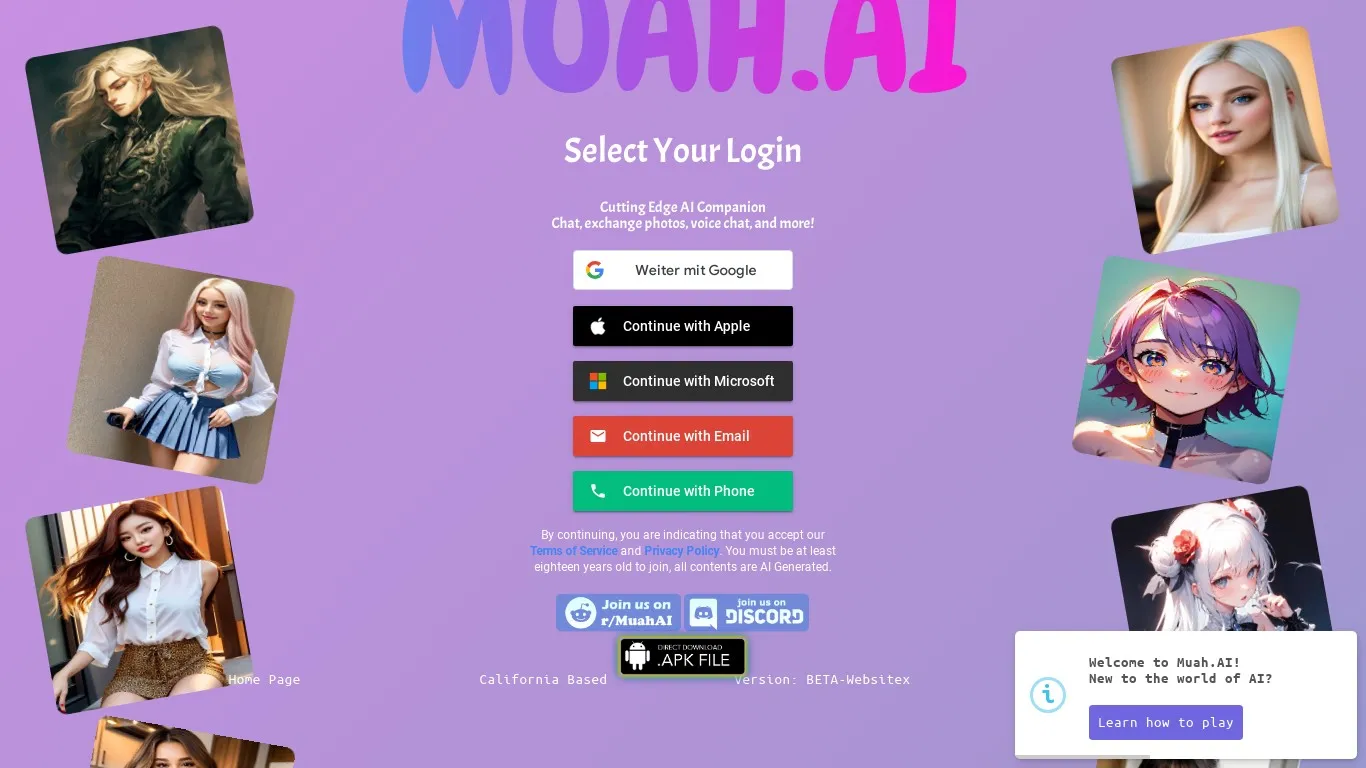 MUAH.AI
Select Your Login
Cutting Edge AI Companion
Chat, exchange photos, voice chat, and more!
Weiter mit Google
Continue with Apple
Continue with Microsoft
Continue with Email
Continue with Phone
By continuing, you are indicating that you accept our
Terms of Service and Privacy Policy. You must be at least
eighteen years old to join, all contents are AI Generated.
Join us on
r/MuahAI
join us on
DISCORD
DIRECT DOWNLOAD
.APK FILE
Home Page
California Based
Version: BETA-Websitex
Welcome to Muah.AI!
New to the world of AI?
Learn how to play